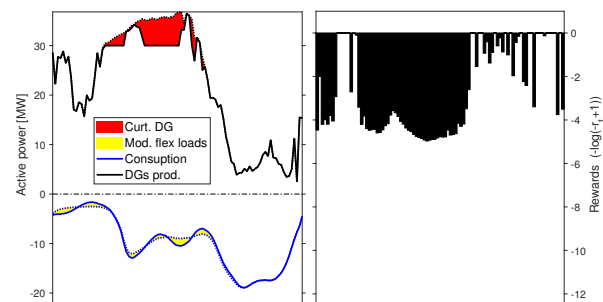 Active power [MW]
30
20
10
0
-10
-20
Curt. DG
Mod. flex loads
Consuption
DGs prod.
0
-2
-4
-6
-8
-10
-12
Rewards (-log(-rₜ+1))